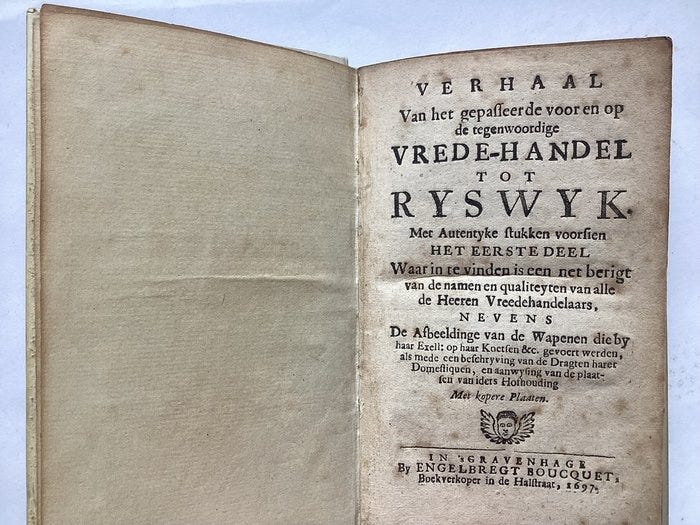 VERHAAL
Van het gepasseerde voor en op
de tegenwoordige
VREDE-HANDEL
TOT
RYSWYK.
Met Autentyke stukken voorsien
HET EERSTE DEEL
Waar in te vinden is een net berigt
van de namen en qualiteyten van alle
de Heeren Vreedehandelaars,
NEVENS
De Afbeeldinge van de Wapenen die by
haar Exell: op haar Koetsen &c. gevoert werden,
als mede een beschryving van de Dragten harer
Domestiquen, en aanwysing van de plaat-
sen van iders Hofhouding
Met kopere Plaaten.
IN 'sGRAVENHAGE
By ENGELBREGT BOUCQUET,
Boekverkoper in de Halstraat, 1697.